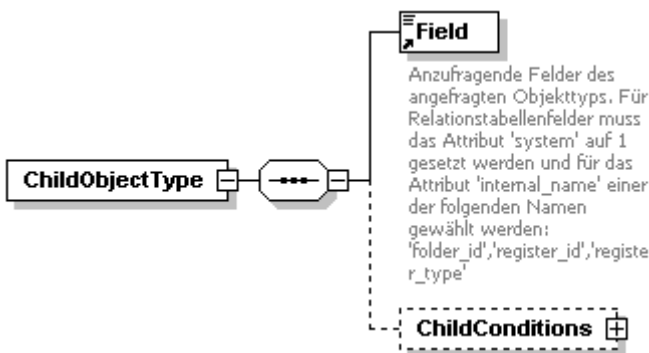 Field
Anzufragende Felder des
angefragten Objekttyps. Für
Relationstabellenfelder muss
das Attribut 'system' auf 1
gesetzt werden und für das
Attribut 'internal_name' einer
der folgenden Namen
gewählt werden:
'folder_id','register_id','registe
r_type'
ChildObjectType
ChildConditions